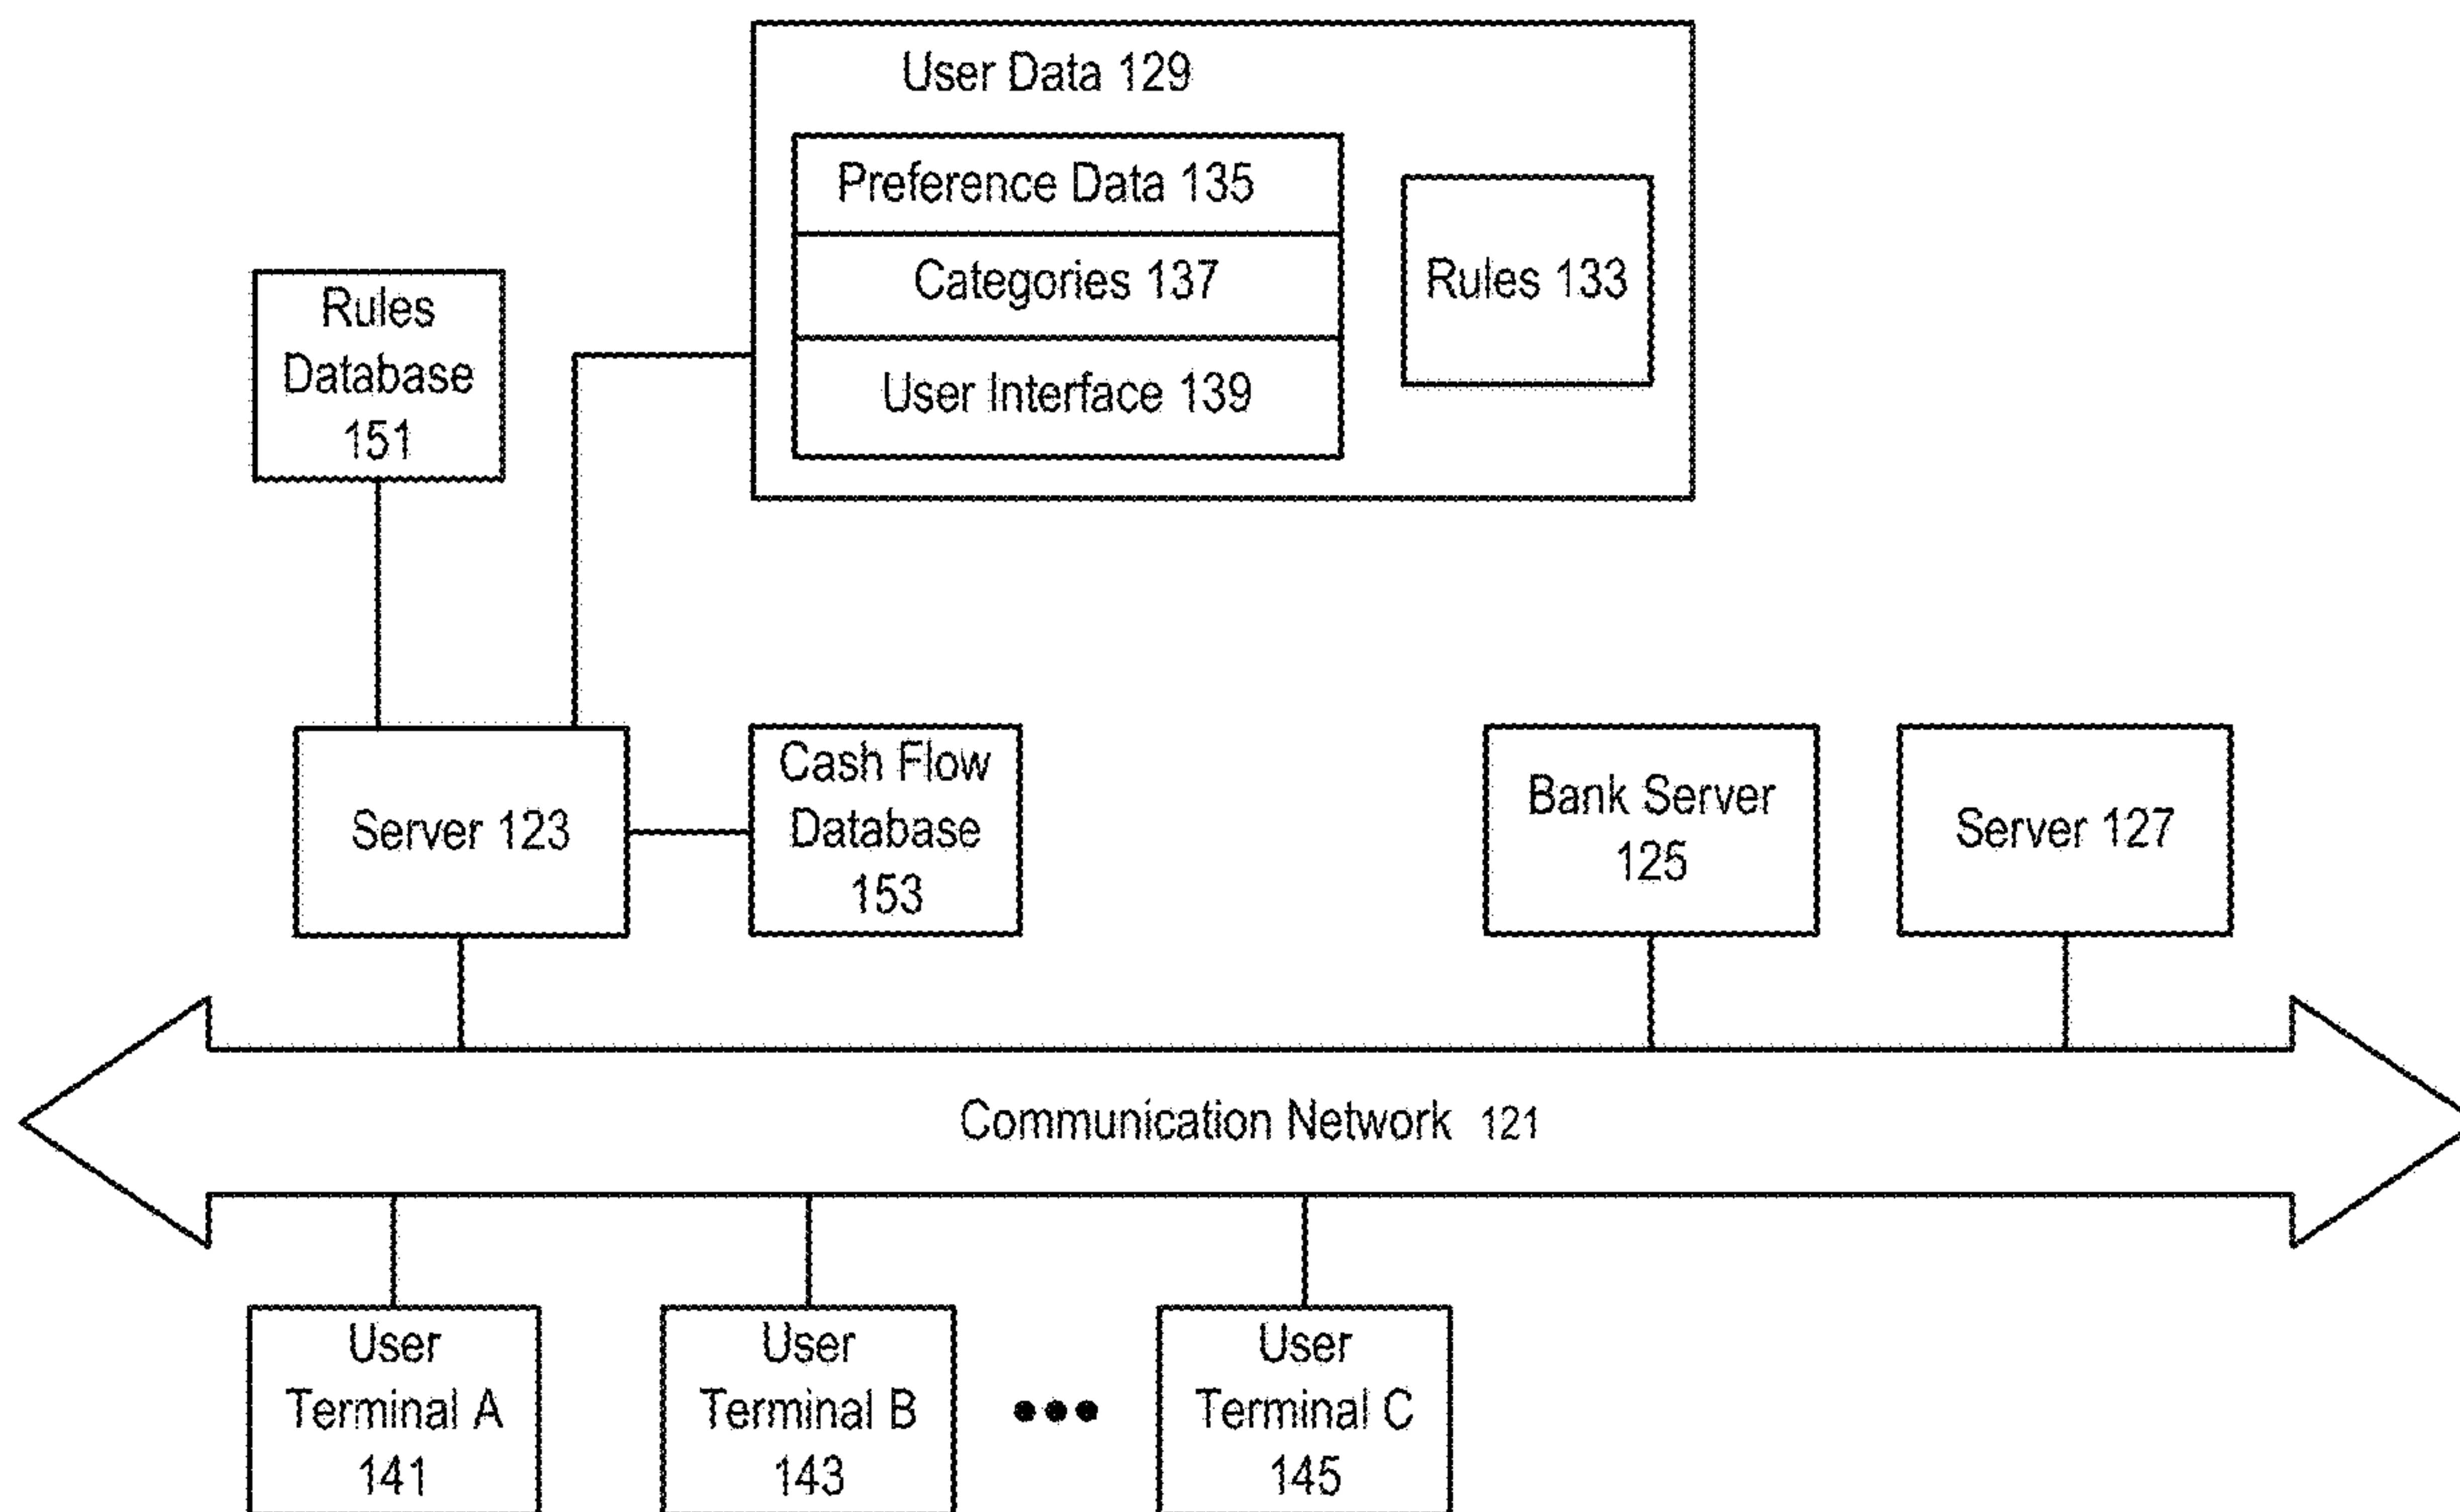 User Data 129
Preference Data 135
Categories 137
User Interface 139
Rules 133
Rules
Database
151
Server 123
Cash Flow
Database
153
Bank Server
125
Server 127
Communication Network 121
User
Terminal A
141
User
Terminal B
143
User
Terminal C
145